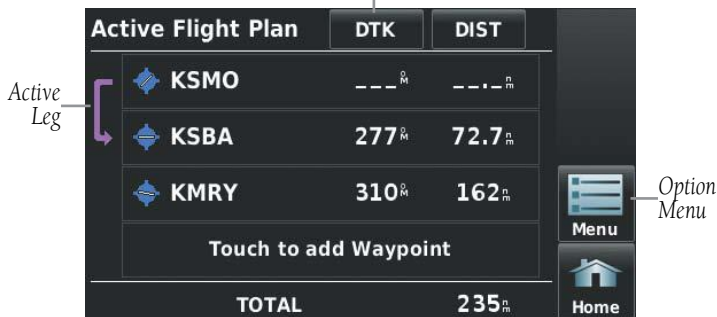 Active Flight Plan DTK DIST
KSMO ___°M __._nm
Active Leg
KSBA 277°M 72.7nm
KMRY 310°M 162nm
Option Menu
Menu
Touch to add Waypoint
TOTAL 235nm
Home